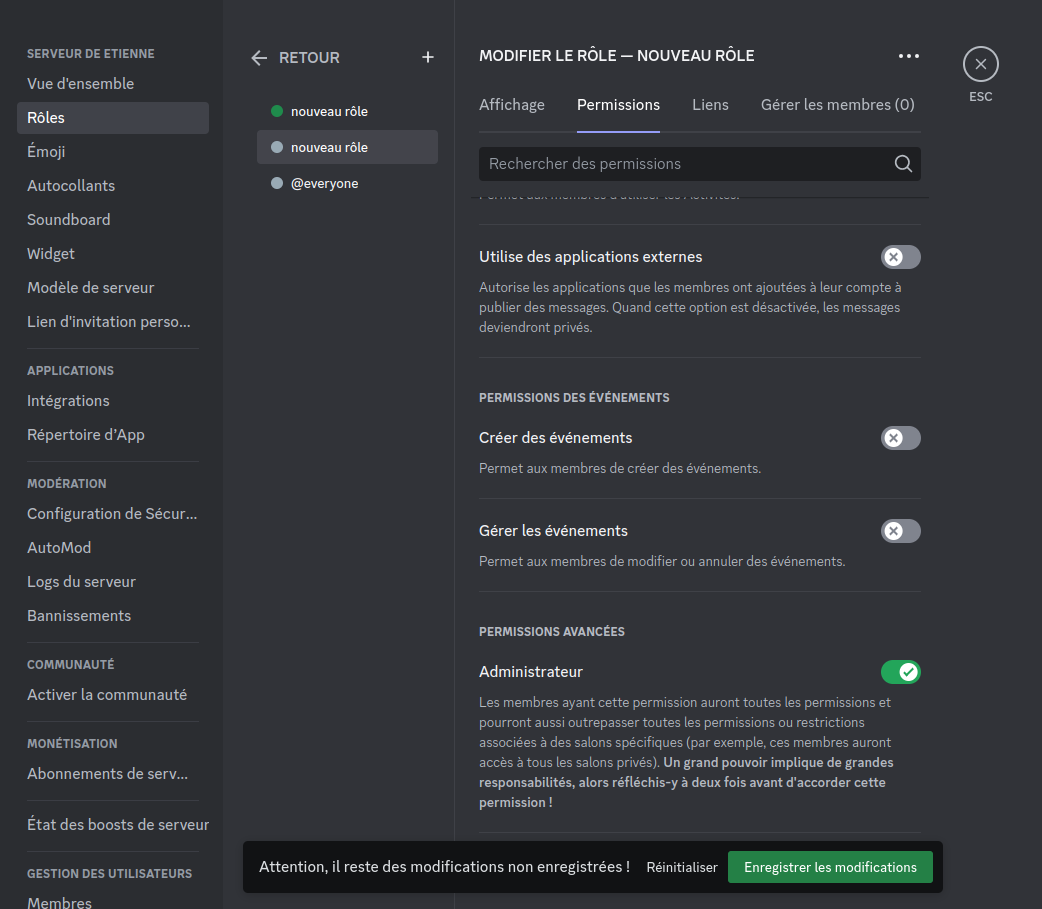 SERVEUR DE ETIENNE
Vue d'ensemble
Rôles
Émoji
Autocollants
Soundboard
Widget
Modèle de serveur
Lien d'invitation perso...
APPLICATIONS
Intégrations
Répertoire d’App
MODÉRATION
Configuration de Sécur...
AutoMod
Logs du serveur
Bannissements
COMMUNAUTÉ
Activer la communauté
MONÉTISATION
Abonnements de serv...
État des boosts de serveur
GESTION DES UTILISATEURS
Membres
RETOUR
nouveau rôle
nouveau rôle
@everyone
MODIFIER LE RÔLE — NOUVEAU RÔLE
Affichage Permissions Liens Gérer les membres (0)
Rechercher des permissions
Permet aux membres d'utiliser les Activités.
Utilise des applications externes
Autorise les applications que les membres ont ajoutées à leur compte à
publier des messages. Quand cette option est désactivée, les messages
deviendront privés.
PERMISSIONS DES ÉVÉNEMENTS
Créer des événements
Permet aux membres de créer des événements.
Gérer les événements
Permet aux membres de modifier ou annuler des événements.
PERMISSIONS AVANCÉES
Administrateur
Les membres ayant cette permission auront toutes les permissions et
pourront aussi outrepasser toutes les permissions ou restrictions
associées à des salons spécifiques (par exemple, ces membres auront
accès à tous les salons privés). Un grand pouvoir implique de grandes
responsabilités, alors réfléchis-y à deux fois avant d'accorder cette
permission !
ESC
Attention, il reste des modifications non enregistrées ! Réinitialiser Enregistrer les modifications